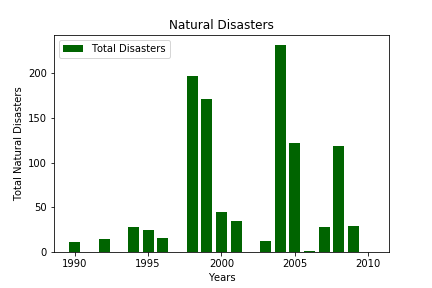 Natural Disasters
Total Disasters
Total Natural Disasters
200
150
100
50
0
1990 1995 2000 2005 2010
Years